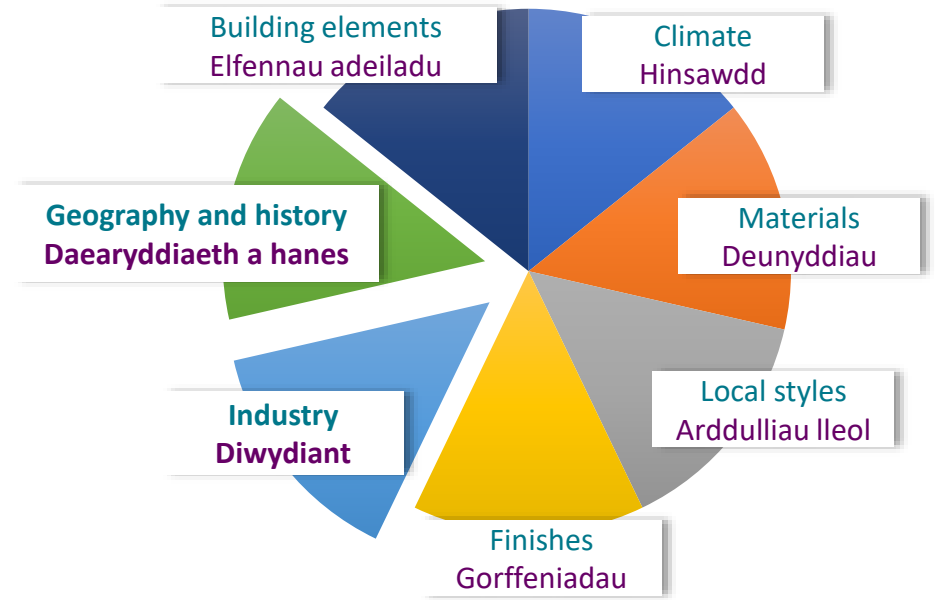 Building elements
Elfennau adeiladu
Climate
Hinsawdd
Geography and history
Daearyddiaeth a hanes
Materials
Deunyddiau
Industry
Diwydiant
Local styles
Arddulliau lleol
Finishes
Gorffeniadau